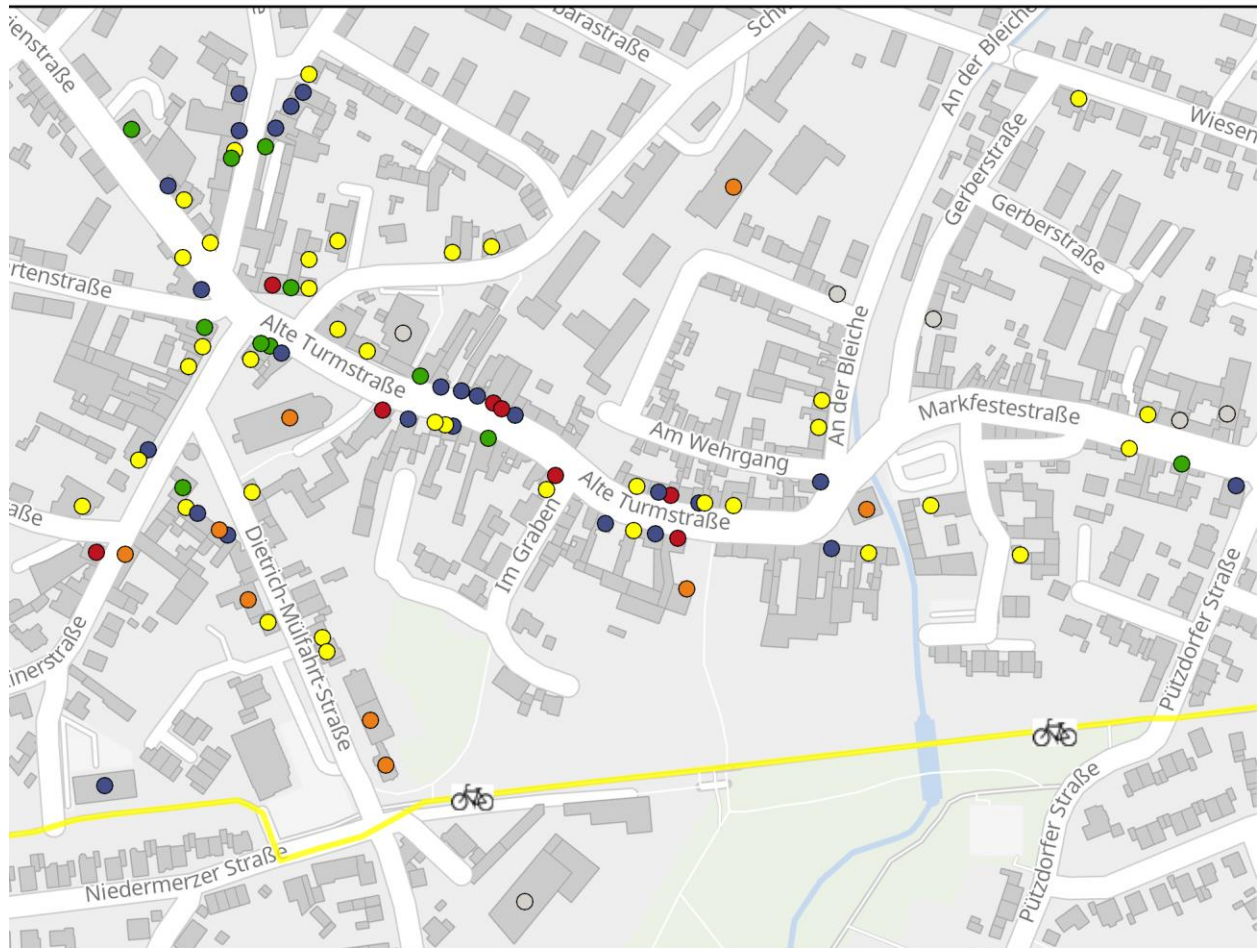 An der Bleiche
Wiesen
Gerberstraße
Gerberstraße
Alte Turmstraße
An der Bleiche
Markfestestraße
Am Wehrgang
Alte Turmstraße
Im Graben
Dietrich-Mülfahrt-Straße
Pützdorfer Straße
Niedermerzer Straße
Pützdorfer Straße